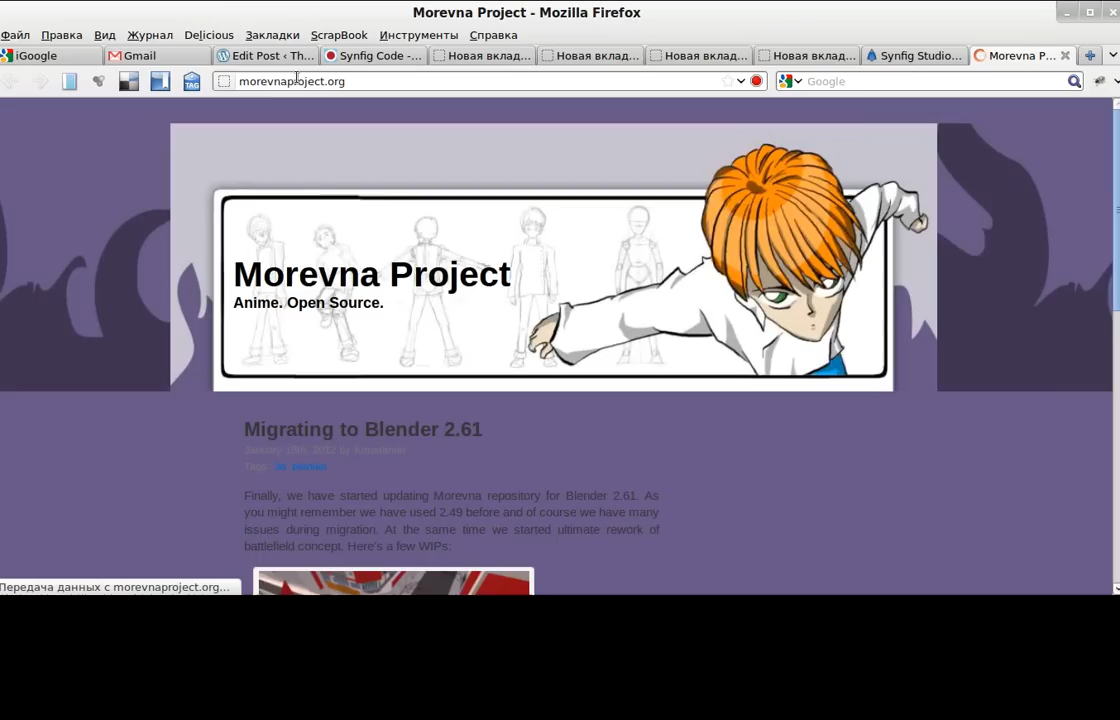 Morevna Project - Mozilla Firefox
Файл Правка Вид Журнал Delicious Закладки ScrapBook Инструменты Справка
iGoogle Gmail Edit Post ‹ Th... Synfig Code -... Новая вклад... Новая вклад... Новая вклад... Новая вклад... Synfig Studio... Morevna P...
TAG morevnaproject.org Google
Morevna Project
Anime. Open Source.
Migrating to Blender 2.61
2012 by
Tags:
Finally, we have started updating Morevna repository for Blender 2.61. As
you might remember we have used 2.49 before and of course we have many
issues during migration. At the same time we started ultimate rework of
battlefield concept. Here's a few WIPs:
Передача данных с morevnaproject.org...